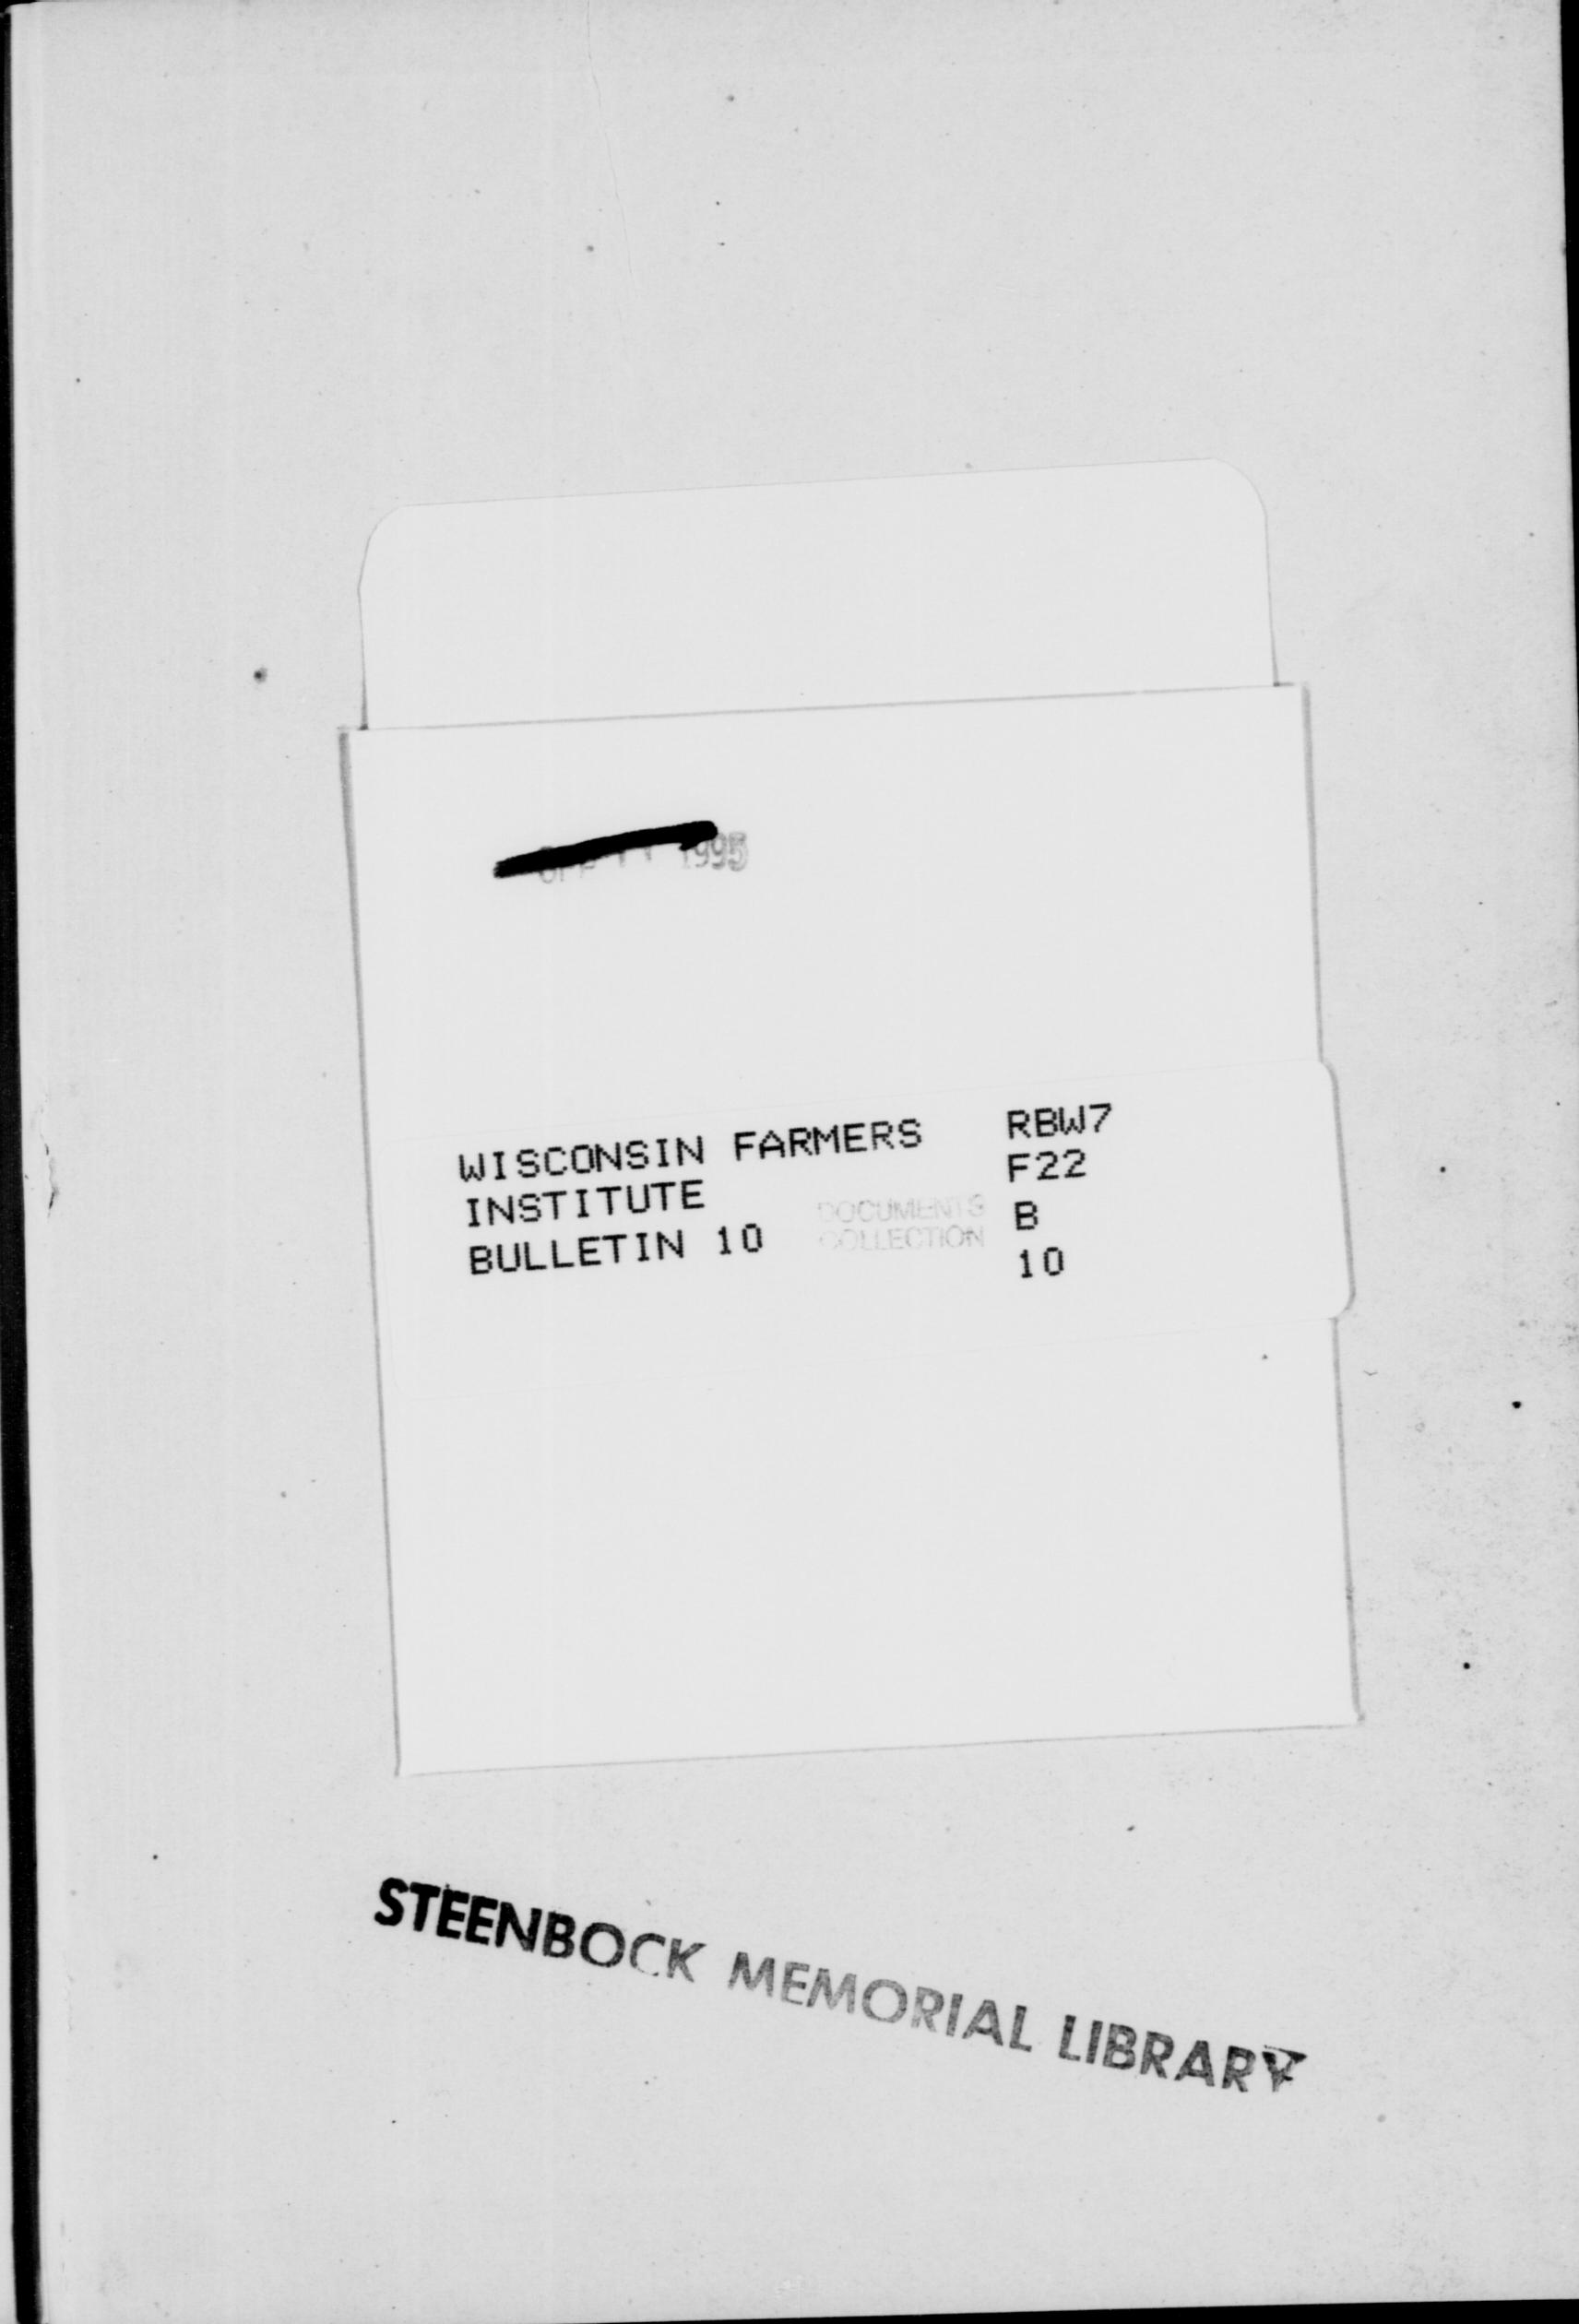 1995
WISCONSIN FARMERS
INSTITUTE
BULLETIN 10
DOCUMENTS
COLLECTION
RBW7
F22
B
10
STEENBOCK MEMORIAL LIBRARY